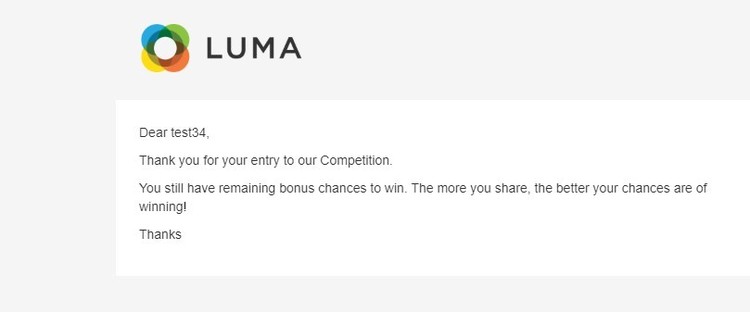 LUMA
Dear test34,
Thank you for your entry to our Competition.
You still have remaining bonus chances to win. The more you share, the better your chances are of
winning!
Thanks